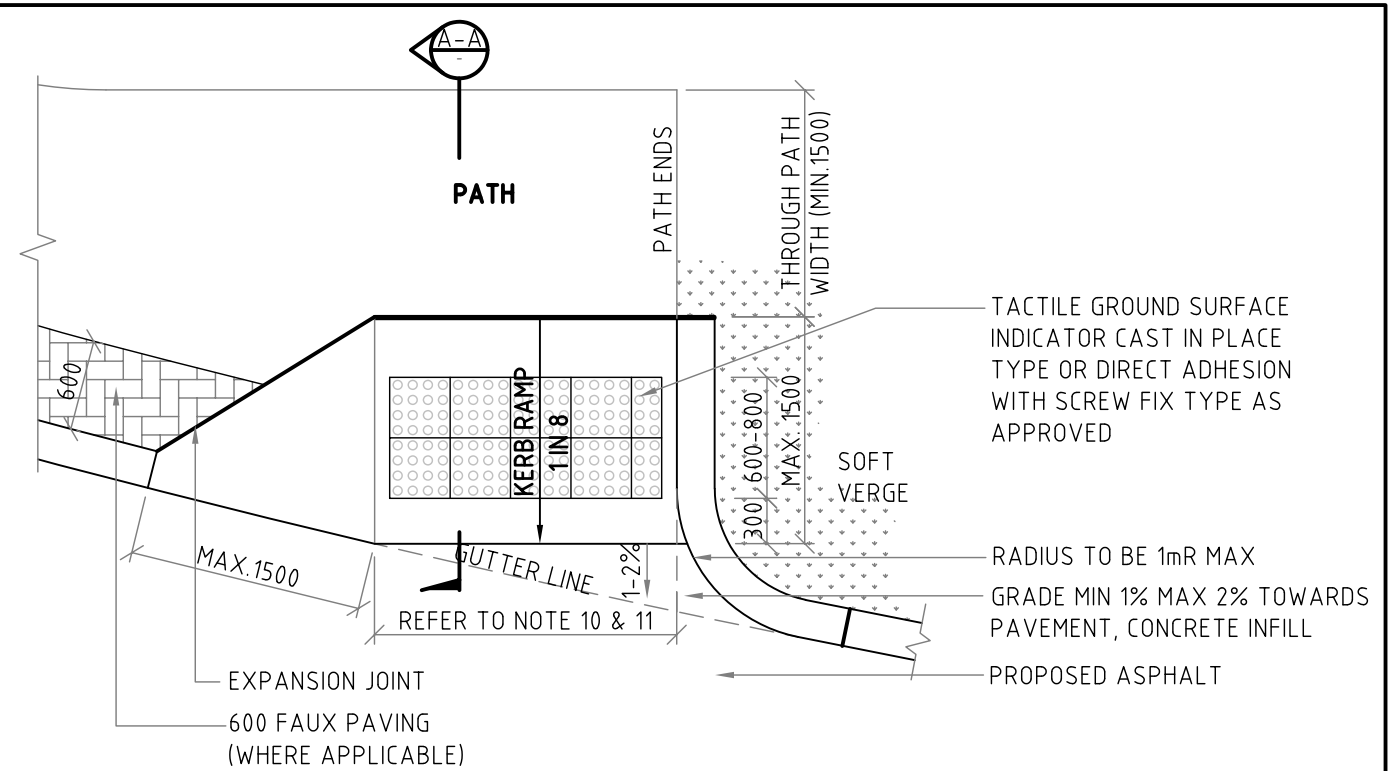 A-A
-
PATH
PATH ENDS
THROUGH PATH
WIDTH (MIN.1500)
TACTILE GROUND SURFACE
INDICATOR CAST IN PLACE
TYPE OR DIRECT ADHESION
WITH SCREW FIX TYPE AS
APPROVED
600
KERB RAMP
1 IN 8
600-800
300
MAX. 1500
SOFT
VERGE
MAX.1500
GUTTER LINE
1-2%
RADIUS TO BE 1mR MAX
GRADE MIN 1% MAX 2% TOWARDS
PAVEMENT, CONCRETE INFILL
REFER TO NOTE 10 & 11
PROPOSED ASPHALT
EXPANSION JOINT
600 FAUX PAVING
(WHERE APPLICABLE)